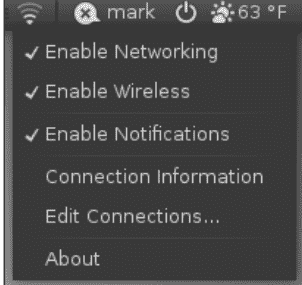 mark 63 °F
Enable Networking
Enable Wireless
Enable Notifications
Connection Information
Edit Connections...
About